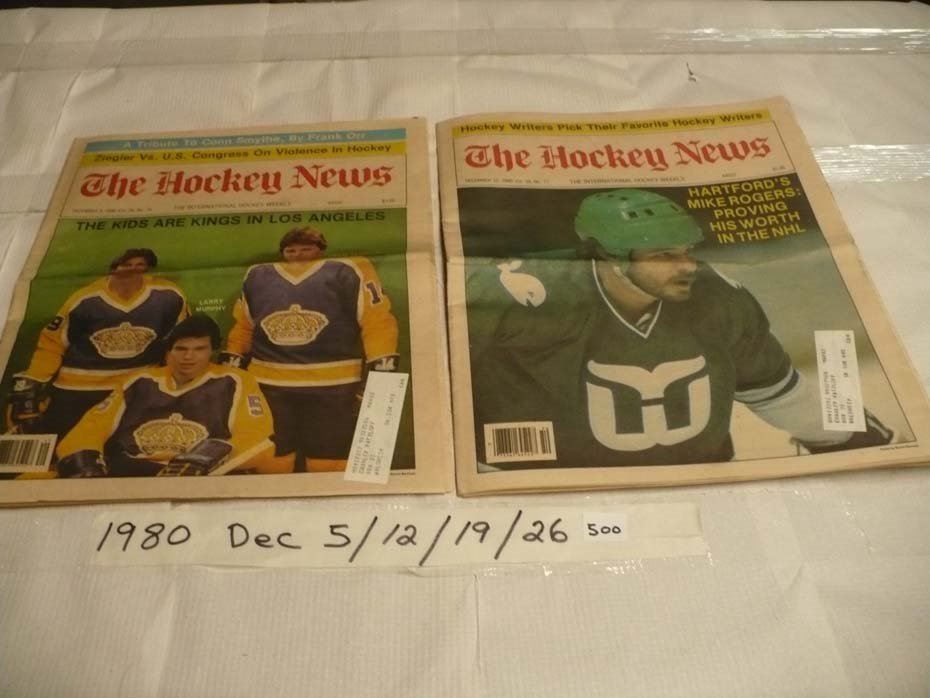 A Tribute To Conn Smythe, By Frank Orr
Ziegler Vs. U.S. Congress On Violence In Hockey
The Hockey News
THE INTERNATIONAL HOCKEY WEEKLY
THE KIDS ARE KINGS IN LOS ANGELES
LARRY
MURPHY
5
Hockey Writers Pick Their Favorite Hockey Writers
The Hockey News
THE INTERNATIONAL HOCKEY WEEKLY
HARTFORD'S
MIKE ROGERS:
PROVING
HIS WORTH
IN THE NHL
1980 Dec 5/12/19/26 500